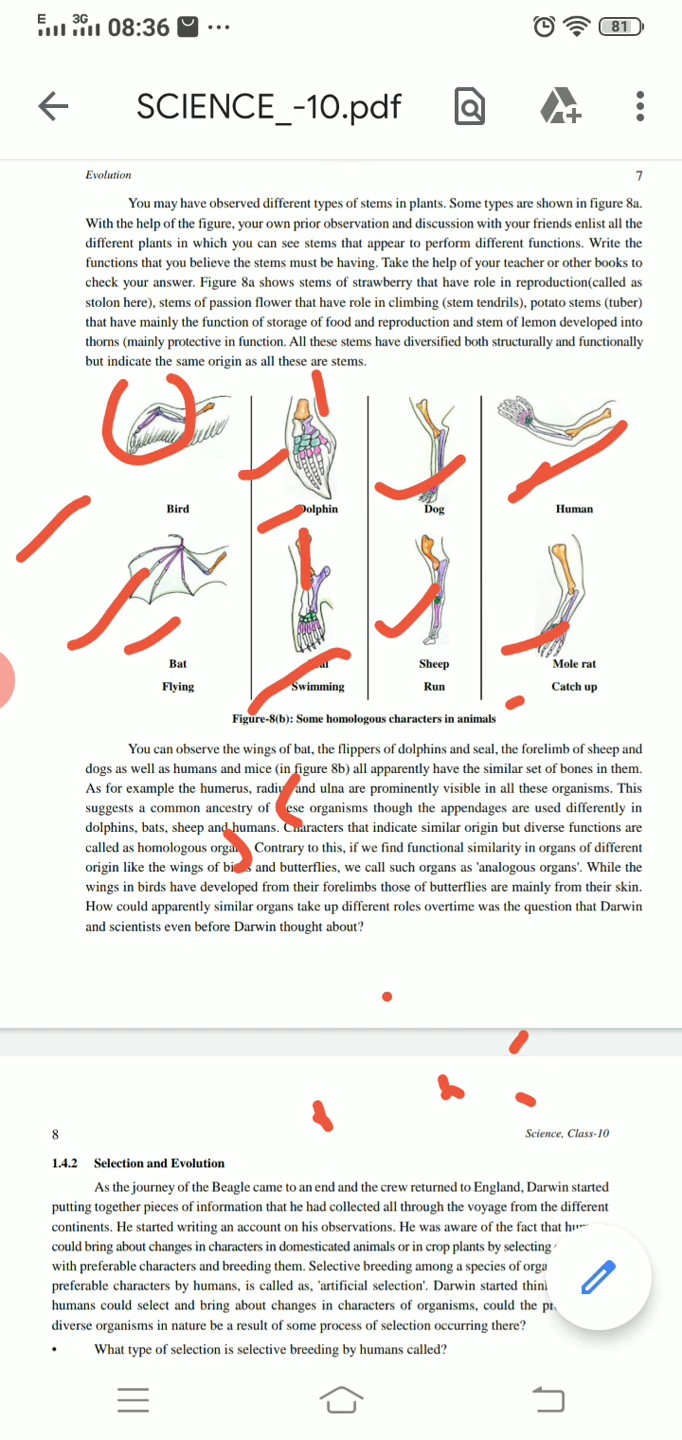 E 3G 08:36 ... 81
SCIENCE_-10.pdf
Evolution 7
You may have observed different types of stems in plants. Some types are shown in figure 8a.
With the help of the figure, your own prior observation and discussion with your friends enlist all the
different plants in which you can see stems that appear to perform different functions. Write the
functions that you believe the stems must be having. Take the help of your teacher or other books to
check your answer. Figure 8a shows stems of strawberry that have role in reproduction(called as
stolon here), stems of passion flower that have role in climbing (stem tendrils), potato stems (tuber)
that have mainly the function of storage of food and reproduction and stem of lemon developed into
thorns (mainly protective in function. All these stems have diversified both structurally and functionally
but indicate the same origin as all these are stems.
Bird Dolphin Dog Human
Bat Sheep Mole rat
Flying Swimming Run Catch up
Figure-8(b): Some homologous characters in animals
You can observe the wings of bat, the flippers of dolphins and seal, the forelimb of sheep and
dogs as well as humans and mice (in figure 8b) all apparently have the similar set of bones in them.
As for example the humerus, radius and ulna are prominently visible in all these organisms. This
suggests a common ancestry of these organisms though the appendages are used differently in
dolphins, bats, sheep and humans. Characters that indicate similar origin but diverse functions are
called as homologous Contrary to this, if we find functional similarity in organs of different
origin like the wings of birds and butterflies, we call such organs as 'analogous organs'. While the
wings in birds have developed from their forelimbs those of butterflies are mainly from their skin.
How could apparently similar organs take up different roles overtime was the question that Darwin
and scientists even before Darwin thought about?
8 Science, Class-10
1.4.2 Selection and Evolution
As the journey of the Beagle came to an end and the crew returned to England, Darwin started
putting together pieces of information that he had collected all through the voyage from the different
continents. He started writing an account on his observations. He was aware of the fact that
could bring about changes in characters in domesticated animals or in crop plants by selecting
with preferable characters and breeding them. Selective breeding among a species of
preferable characters by humans, is called as, 'artificial selection'. Darwin started
humans could select and bring about changes in characters of organisms, could the
diverse organisms in nature be a result of some process of selection occurring there?
• What type of selection is selective breeding by humans called?